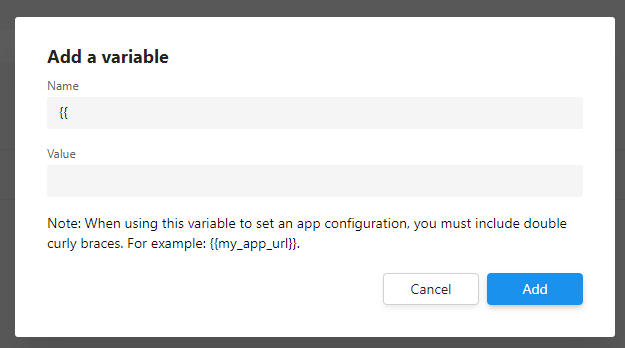 Add a variable
Name
{{
Value
Note: When using this variable to set an app configuration, you must include double
curly braces. For example: {{my_app_url}}.
Cancel
Add